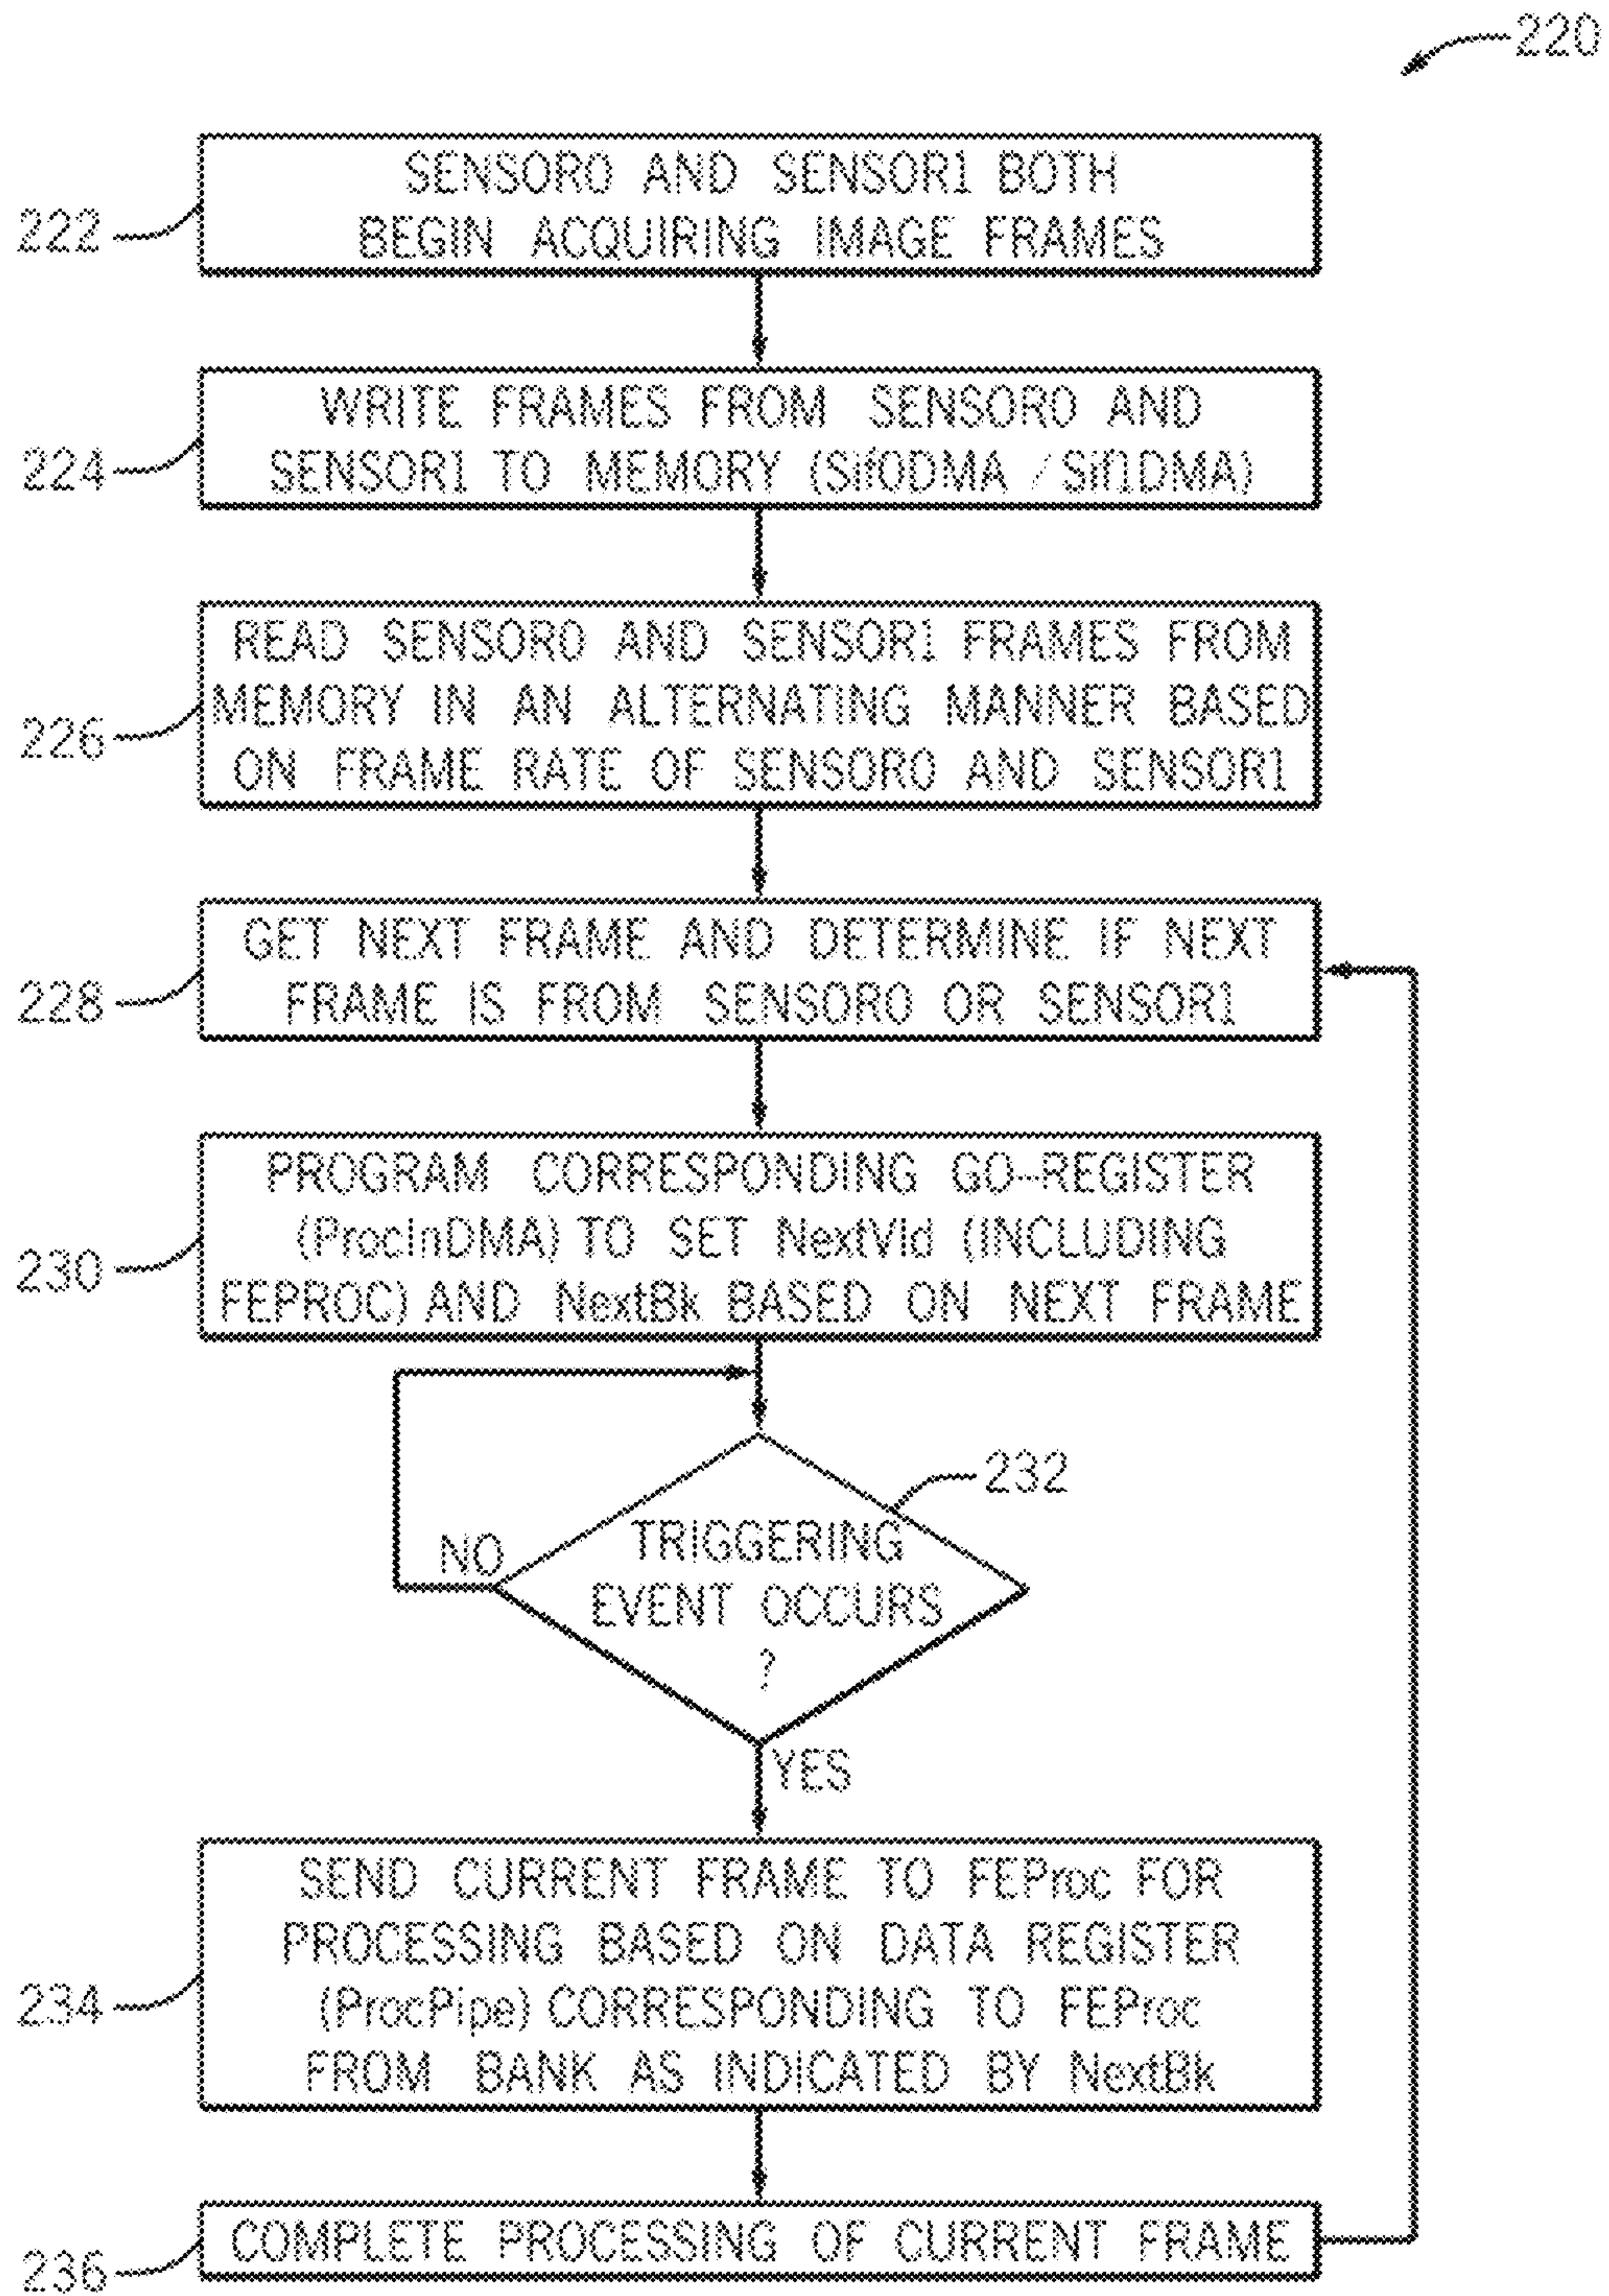 220
SENSOR0 AND SENSOR1 BOTH
BEGIN ACQUIRING IMAGE FRAMES
222
WRITE FRAMES FROM SENSOR0 AND
SENSOR1 TO MEMORY (Sif0DMA / Sif1DMA)
224
READ SENSOR0 AND SENSOR1 FRAMES FROM
MEMORY IN AN ALTERNATING MANNER BASED
ON FRAME RATE OF SENSOR0 AND SENSOR1
226
GET NEXT FRAME AND DETERMINE IF NEXT
FRAME IS FROM SENSOR0 OR SENSOR1
228
PROGRAM CORRESPONDING GO-REGISTER
(ProcInDMA) TO SET NextVld (INCLUDING
FEPROC) AND NextBk BASED ON NEXT FRAME
230
232
TRIGGERING
EVENT OCCURS
?
NO
YES
SEND CURRENT FRAME TO FEProc FOR
PROCESSING BASED ON DATA REGISTER
(ProcPipe) CORRESPONDING TO FEProc
FROM BANK AS INDICATED BY NextBk
234
COMPLETE PROCESSING OF CURRENT FRAME
236